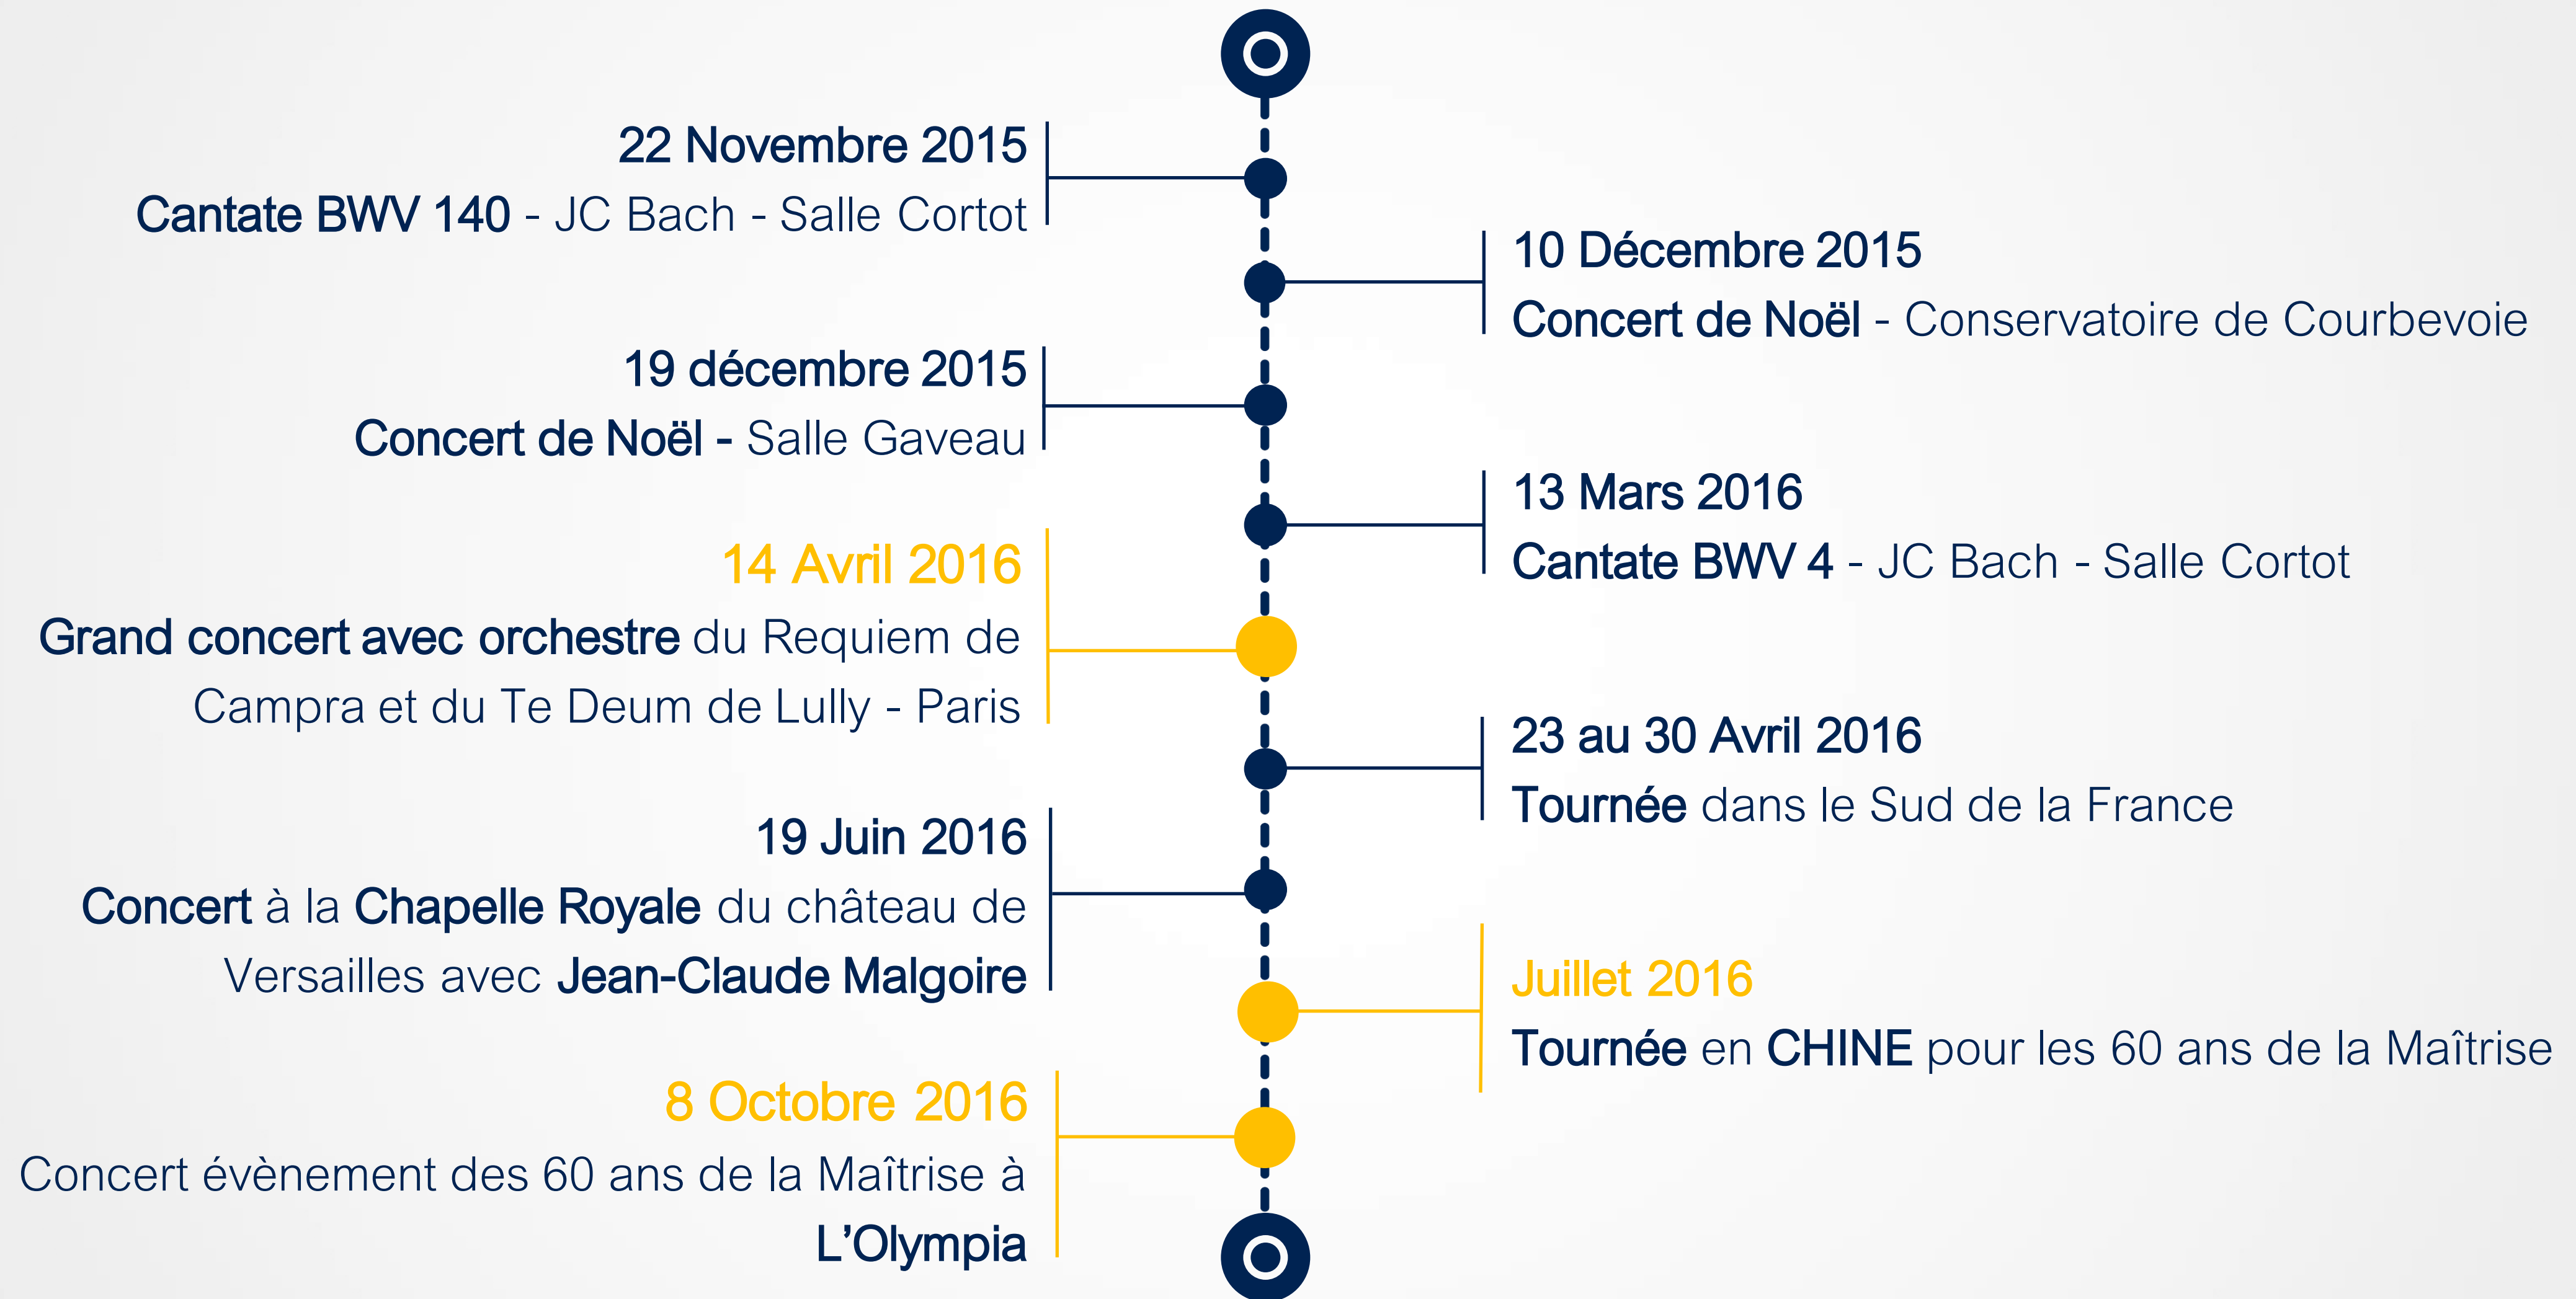 22 Novembre 2015
Cantate BWV 140 - JC Bach - Salle Cortot
10 Décembre 2015
Concert de Noël - Conservatoire de Courbevoie
19 décembre 2015
Concert de Noël - Salle Gaveau
13 Mars 2016
Cantate BWV 4 - JC Bach - Salle Cortot
14 Avril 2016
Grand concert avec orchestre du Requiem de
Campra et du Te Deum de Lully - Paris
23 au 30 Avril 2016
Tournée dans le Sud de la France
19 Juin 2016
Concert à la Chapelle Royale du château de
Versailles avec Jean-Claude Malgoire
Juillet 2016
Tournée en CHINE pour les 60 ans de la Maîtrise
8 Octobre 2016
Concert évènement des 60 ans de la Maîtrise à
L’Olympia